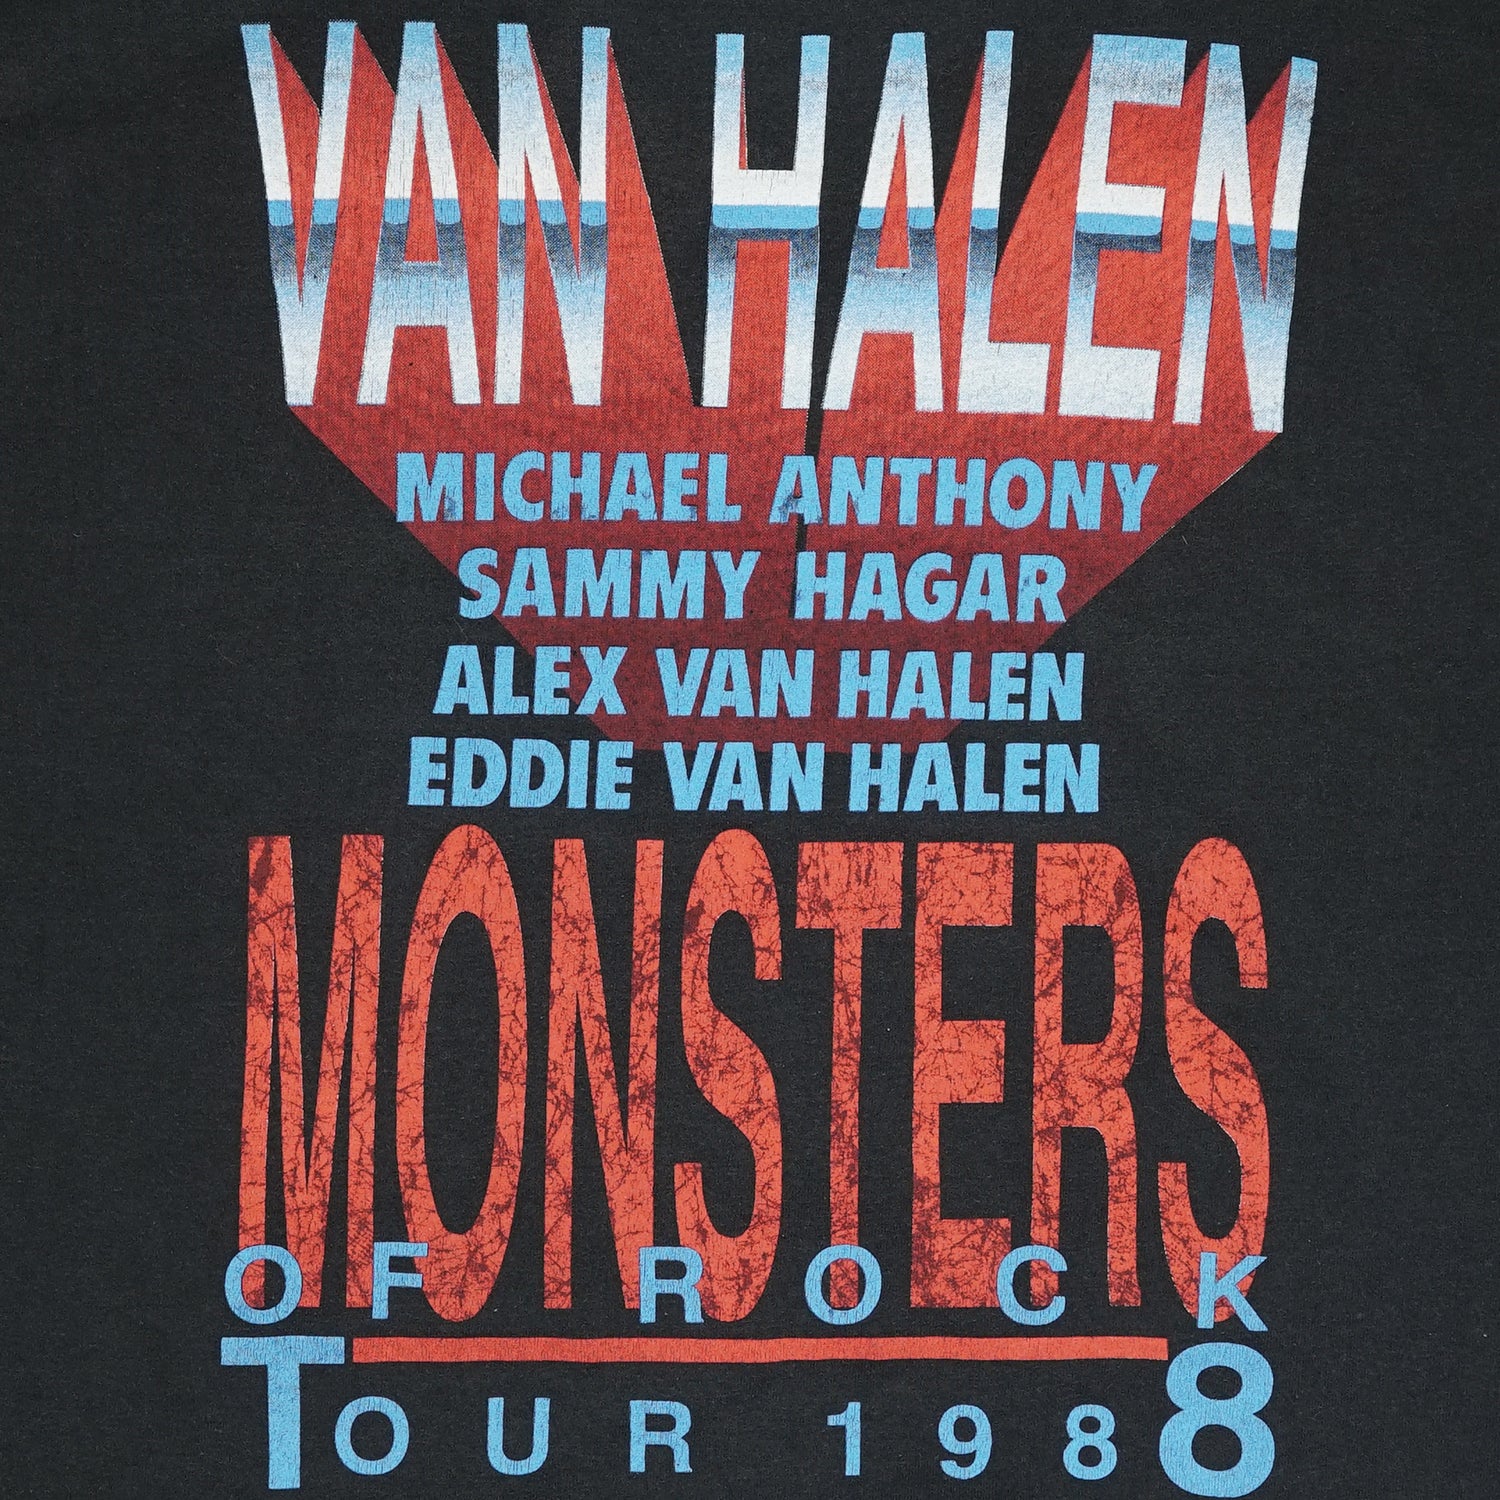 VAN HALEN
MICHAEL ANTHONY
SAMMY HAGAR
ALEX VAN HALEN
EDDIE VAN HALEN
MONSTERS
OF ROCK
TOUR 1988